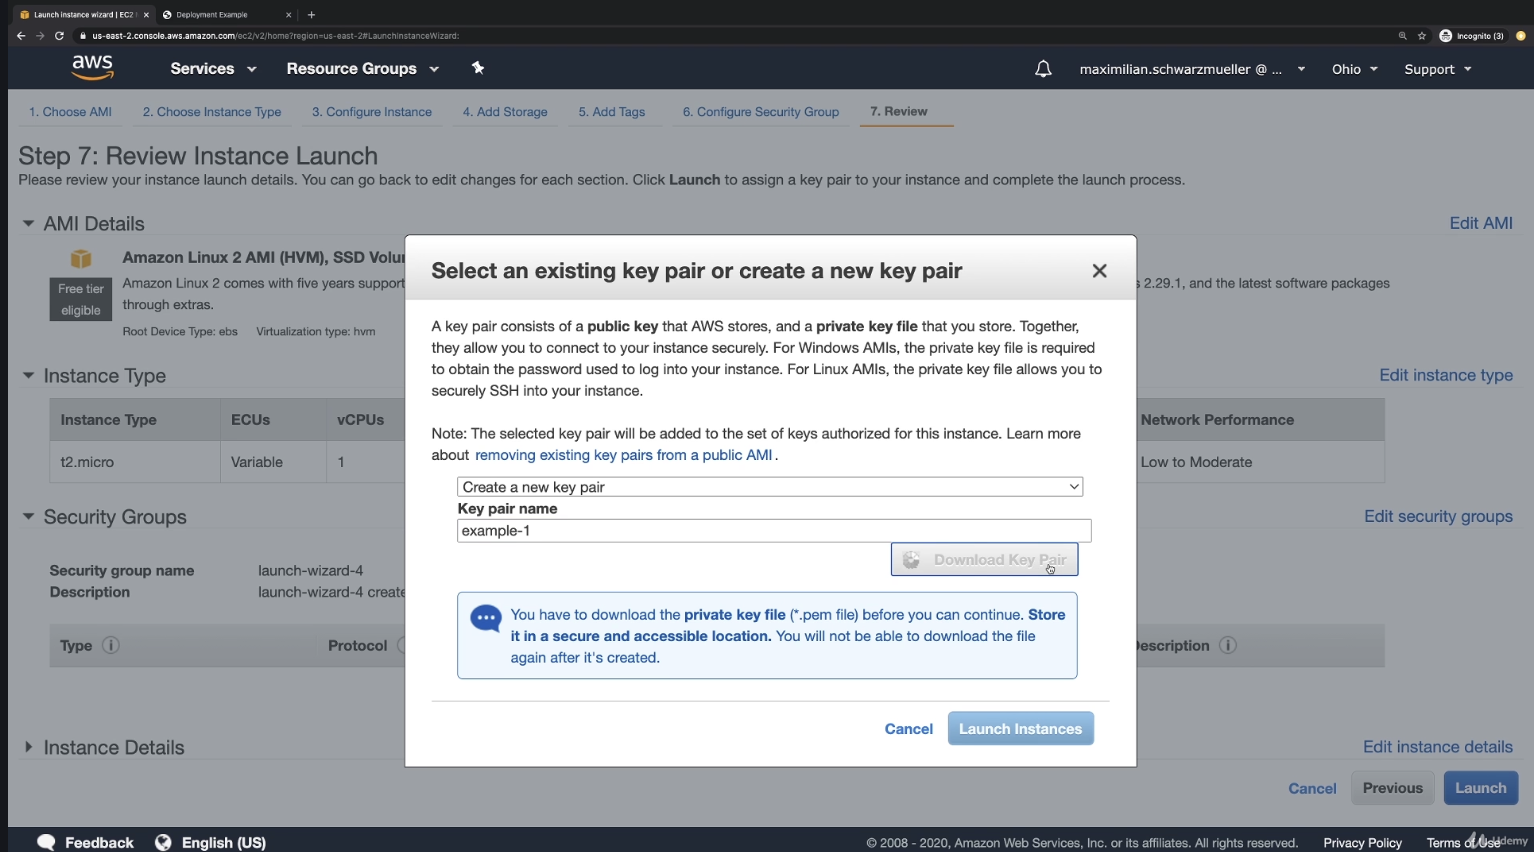 Launch instance wizard | EC2
Deployment Example
us-east-2.console.aws.amazon.com/ec2/v2/home?region=us-east-2#LaunchInstanceWizard:
Incognito (3)
aws
Services
Resource Groups
maximilian.schwarzmueller @ ...
Ohio
Support
1. Choose AMI
2. Choose Instance Type
3. Configure Instance
4. Add Storage
5. Add Tags
6. Configure Security Group
7. Review
Step 7: Review Instance Launch
Please review your instance launch details. You can go back to edit changes for each section. Click Launch to assign a key pair to your instance and complete the launch process.
AMI Details
Edit AMI
Amazon Linux 2 AMI (HVM), SSD
Free tier
eligible
Amazon Linux 2 comes with five years support
2.29.1, and the latest software packages
through extras.
Root Device Type: ebs Virtualization type: hvm
Instance Type
Edit instance type
Instance Type
ECUs
vCPUs
Network Performance
t2.micro
Variable
1
Low to Moderate
Security Groups
Edit security groups
Security group name
launch-wizard-4
Description
launch-wizard-4 create
Type
Protocol
Description
Instance Details
Edit instance details
Select an existing key pair or create a new key pair
A key pair consists of a public key that AWS stores, and a private key file that you store. Together,
they allow you to connect to your instance securely. For Windows AMIs, the private key file is required
to obtain the password used to log into your instance. For Linux AMIs, the private key file allows you to
securely SSH into your instance.
Note: The selected key pair will be added to the set of keys authorized for this instance. Learn more
about removing existing key pairs from a public AMI.
Create a new key pair
Key pair name
example-1
Download Key Pair
You have to download the private key file (*.pem file) before you can continue. Store
it in a secure and accessible location. You will not be able to download the file
again after it's created.
Cancel
Launch Instances
Cancel
Previous
Launch
Feedback
English (US)
© 2008 - 2020, Amazon Web Services, Inc. or its affiliates. All rights reserved.
Privacy Policy
Terms of Use
Udemy